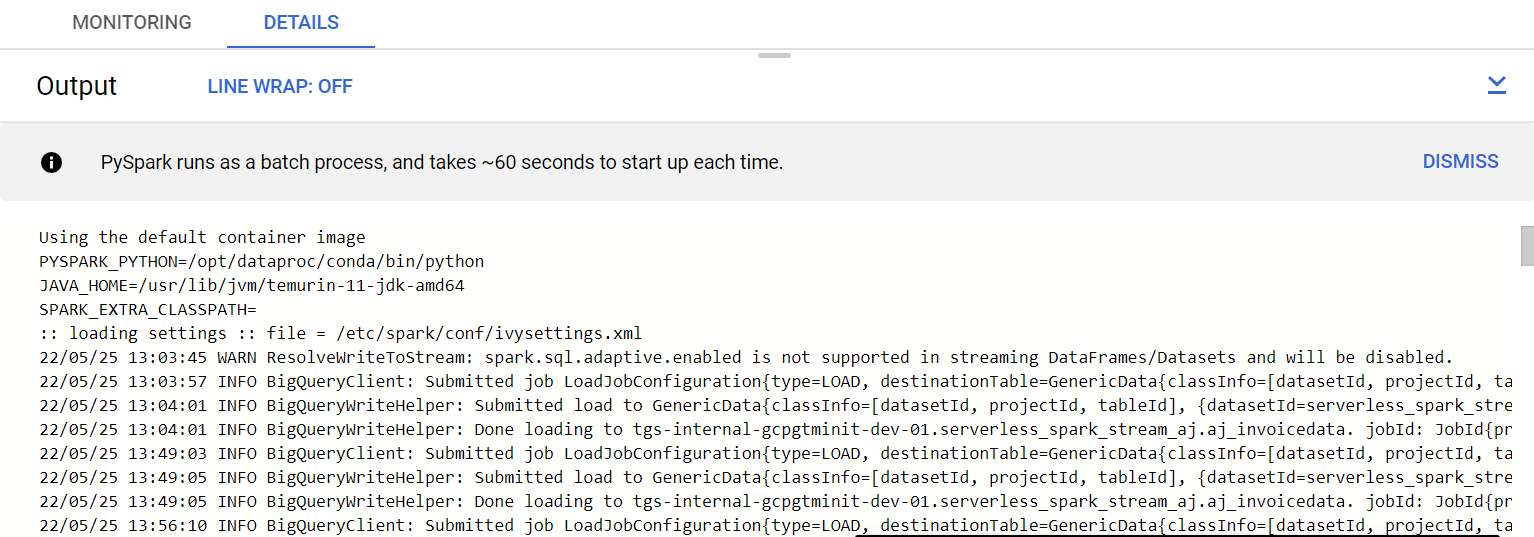 MONITORING DETAILS
Output LINE WRAP: OFF
PySpark runs as a batch process, and takes ~60 seconds to start up each time. DISMISS
Using the default container image
PYSPARK_PYTHON=/opt/dataproc/conda/bin/python
JAVA_HOME=/usr/lib/jvm/temurin-11-jdk-amd64
SPARK_EXTRA_CLASSPATH=
:: loading settings :: file = /etc/spark/conf/ivysettings.xml
22/05/25 13:03:45 WARN ResolveWriteToStream: spark.sql.adaptive.enabled is not supported in streaming DataFrames/Datasets and will be disabled.
22/05/25 13:03:57 INFO BigQueryClient: Submitted job LoadJobConfiguration{type=LOAD, destinationTable=GenericData{classInfo=[datasetId, projectId, ta
22/05/25 13:04:01 INFO BigQueryWriteHelper: Submitted load to GenericData{classInfo=[datasetId, projectId, tableId], {datasetId=serverless_spark_stre
22/05/25 13:04:01 INFO BigQueryWriteHelper: Done loading to tgs-internal-gcpgtminit-dev-01.serverless_spark_stream_aj.aj_invoicedata. jobId: JobId{pr
22/05/25 13:49:03 INFO BigQueryClient: Submitted job LoadJobConfiguration{type=LOAD, destinationTable=GenericData{classInfo=[datasetId, projectId, ta
22/05/25 13:49:05 INFO BigQueryWriteHelper: Submitted load to GenericData{classInfo=[datasetId, projectId, tableId], {datasetId=serverless_spark_stre
22/05/25 13:49:05 INFO BigQueryWriteHelper: Done loading to tgs-internal-gcpgtminit-dev-01.serverless_spark_stream_aj.aj_invoicedata. jobId: JobId{pr
22/05/25 13:56:10 INFO BigQueryClient: Submitted job LoadJobConfiguration{type=LOAD, destinationTable=GenericData{classInfo=[datasetId, projectId, ta